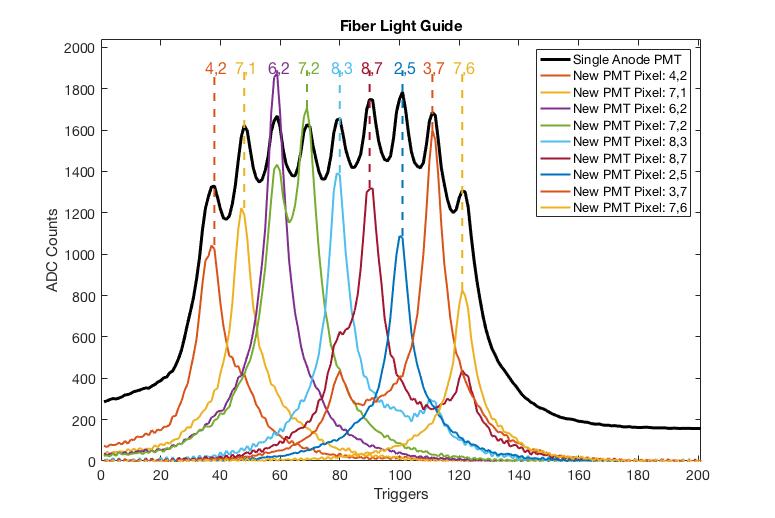 Fiber Light Guide
2000
1800
1600
1400
1200
1000
800
600
400
200
0
ADC Counts
4,2 7,1 6,2 7,2 8,3 8,7 2,5 3,7 7,6
Single Anode PMT
New PMT Pixel: 4,2
New PMT Pixel: 7,1
New PMT Pixel: 6,2
New PMT Pixel: 7,2
New PMT Pixel: 8,3
New PMT Pixel: 8,7
New PMT Pixel: 2,5
New PMT Pixel: 3,7
New PMT Pixel: 7,6
0 20 40 60 80 100 120 140 160 180 200
Triggers